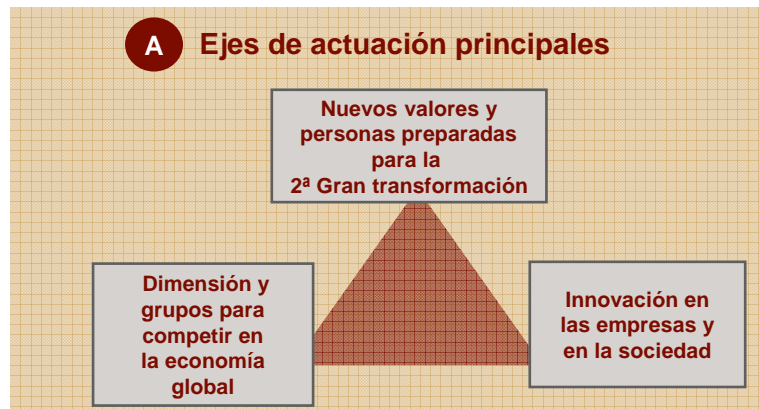 A Ejes de actuación principales
Nuevos valores y
personas preparadas
para la
2ª Gran transformación
Dimensión y
grupos para
competir en
la economía
global
Innovación en
las empresas y
en la sociedad